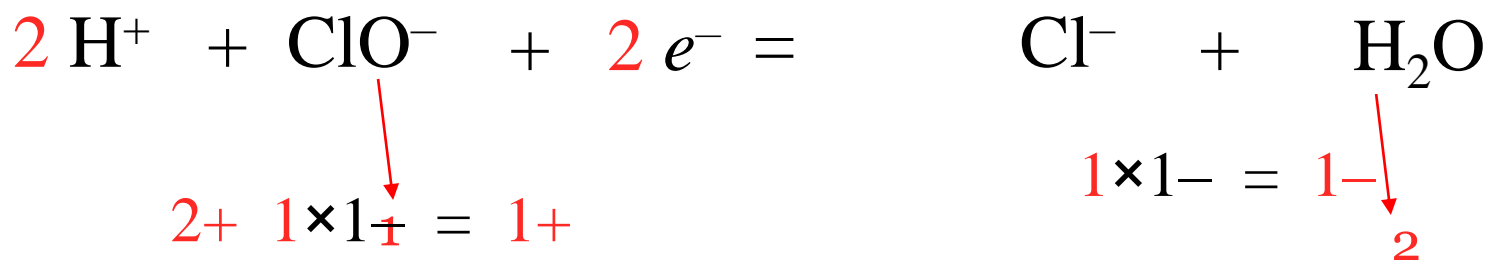 2 H⁺ + ClO⁻ + 2 e⁻ = Cl⁻ + H₂O
1×1– = 1–
2+ 1×1– = 1+
1
2